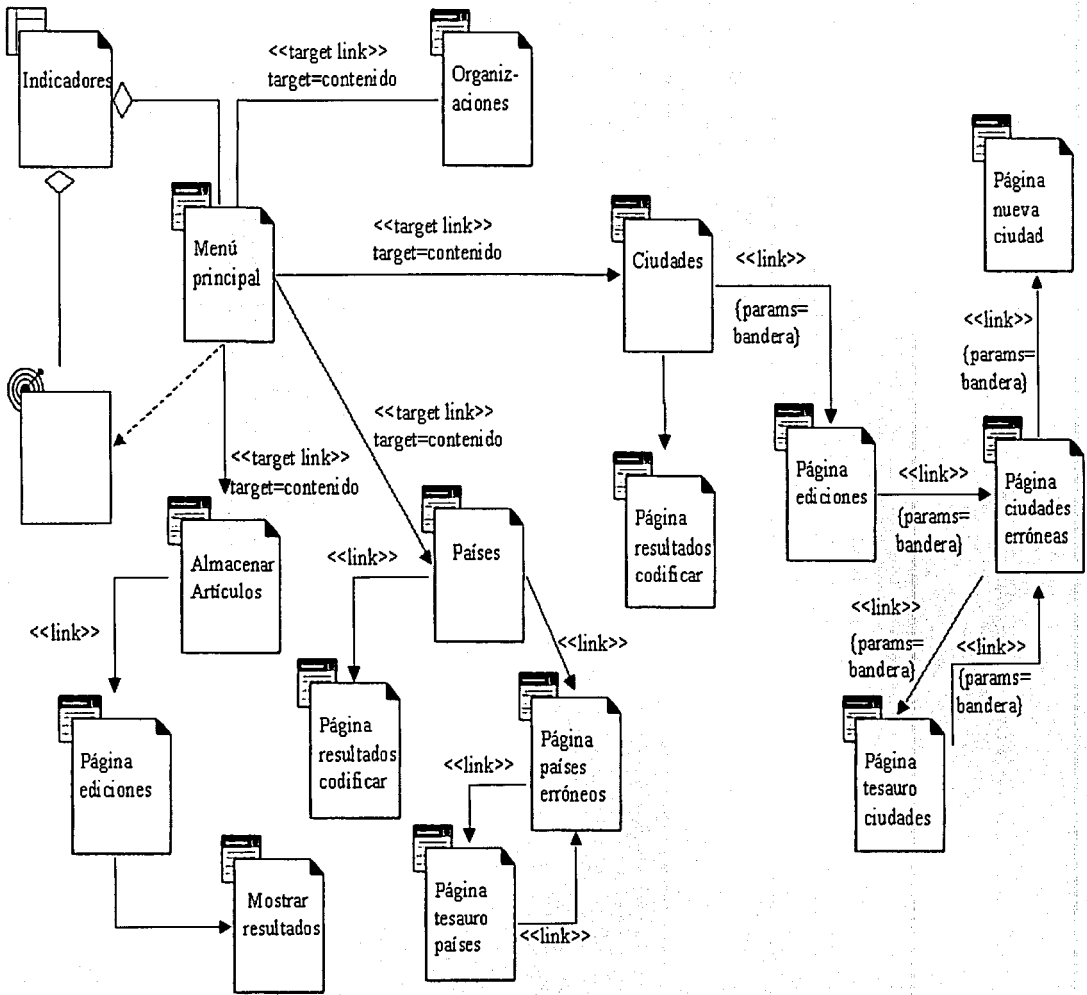 Indicadores
<<target link>>
target=contenido
Organiz-
aciones
Menú
principal
<<target link>>
target=contenido
Ciudades
<<link>>
{params=
bandera}
Página
nueva
ciudad
<<link>>
{params=
bandera}
<<target link>>
target=contenido
<<target link>>
target=contenido
Página
ediciones
<<link>>
{params=
bandera}
Página
ciudades
erróneas
Página
resultados
codificar
Almacenar
Artículos
<<link>>
Países
<<link>>
<<link>>
<<link>>
{params=
bandera}
<<link>>
{params=
bandera}
Página
ediciones
Página
resultados
codificar
<<link>>
Página
países
erróneos
Página
tesauro
ciudades
Mostrar
resultados
Página
tesauro
países
<<link>>